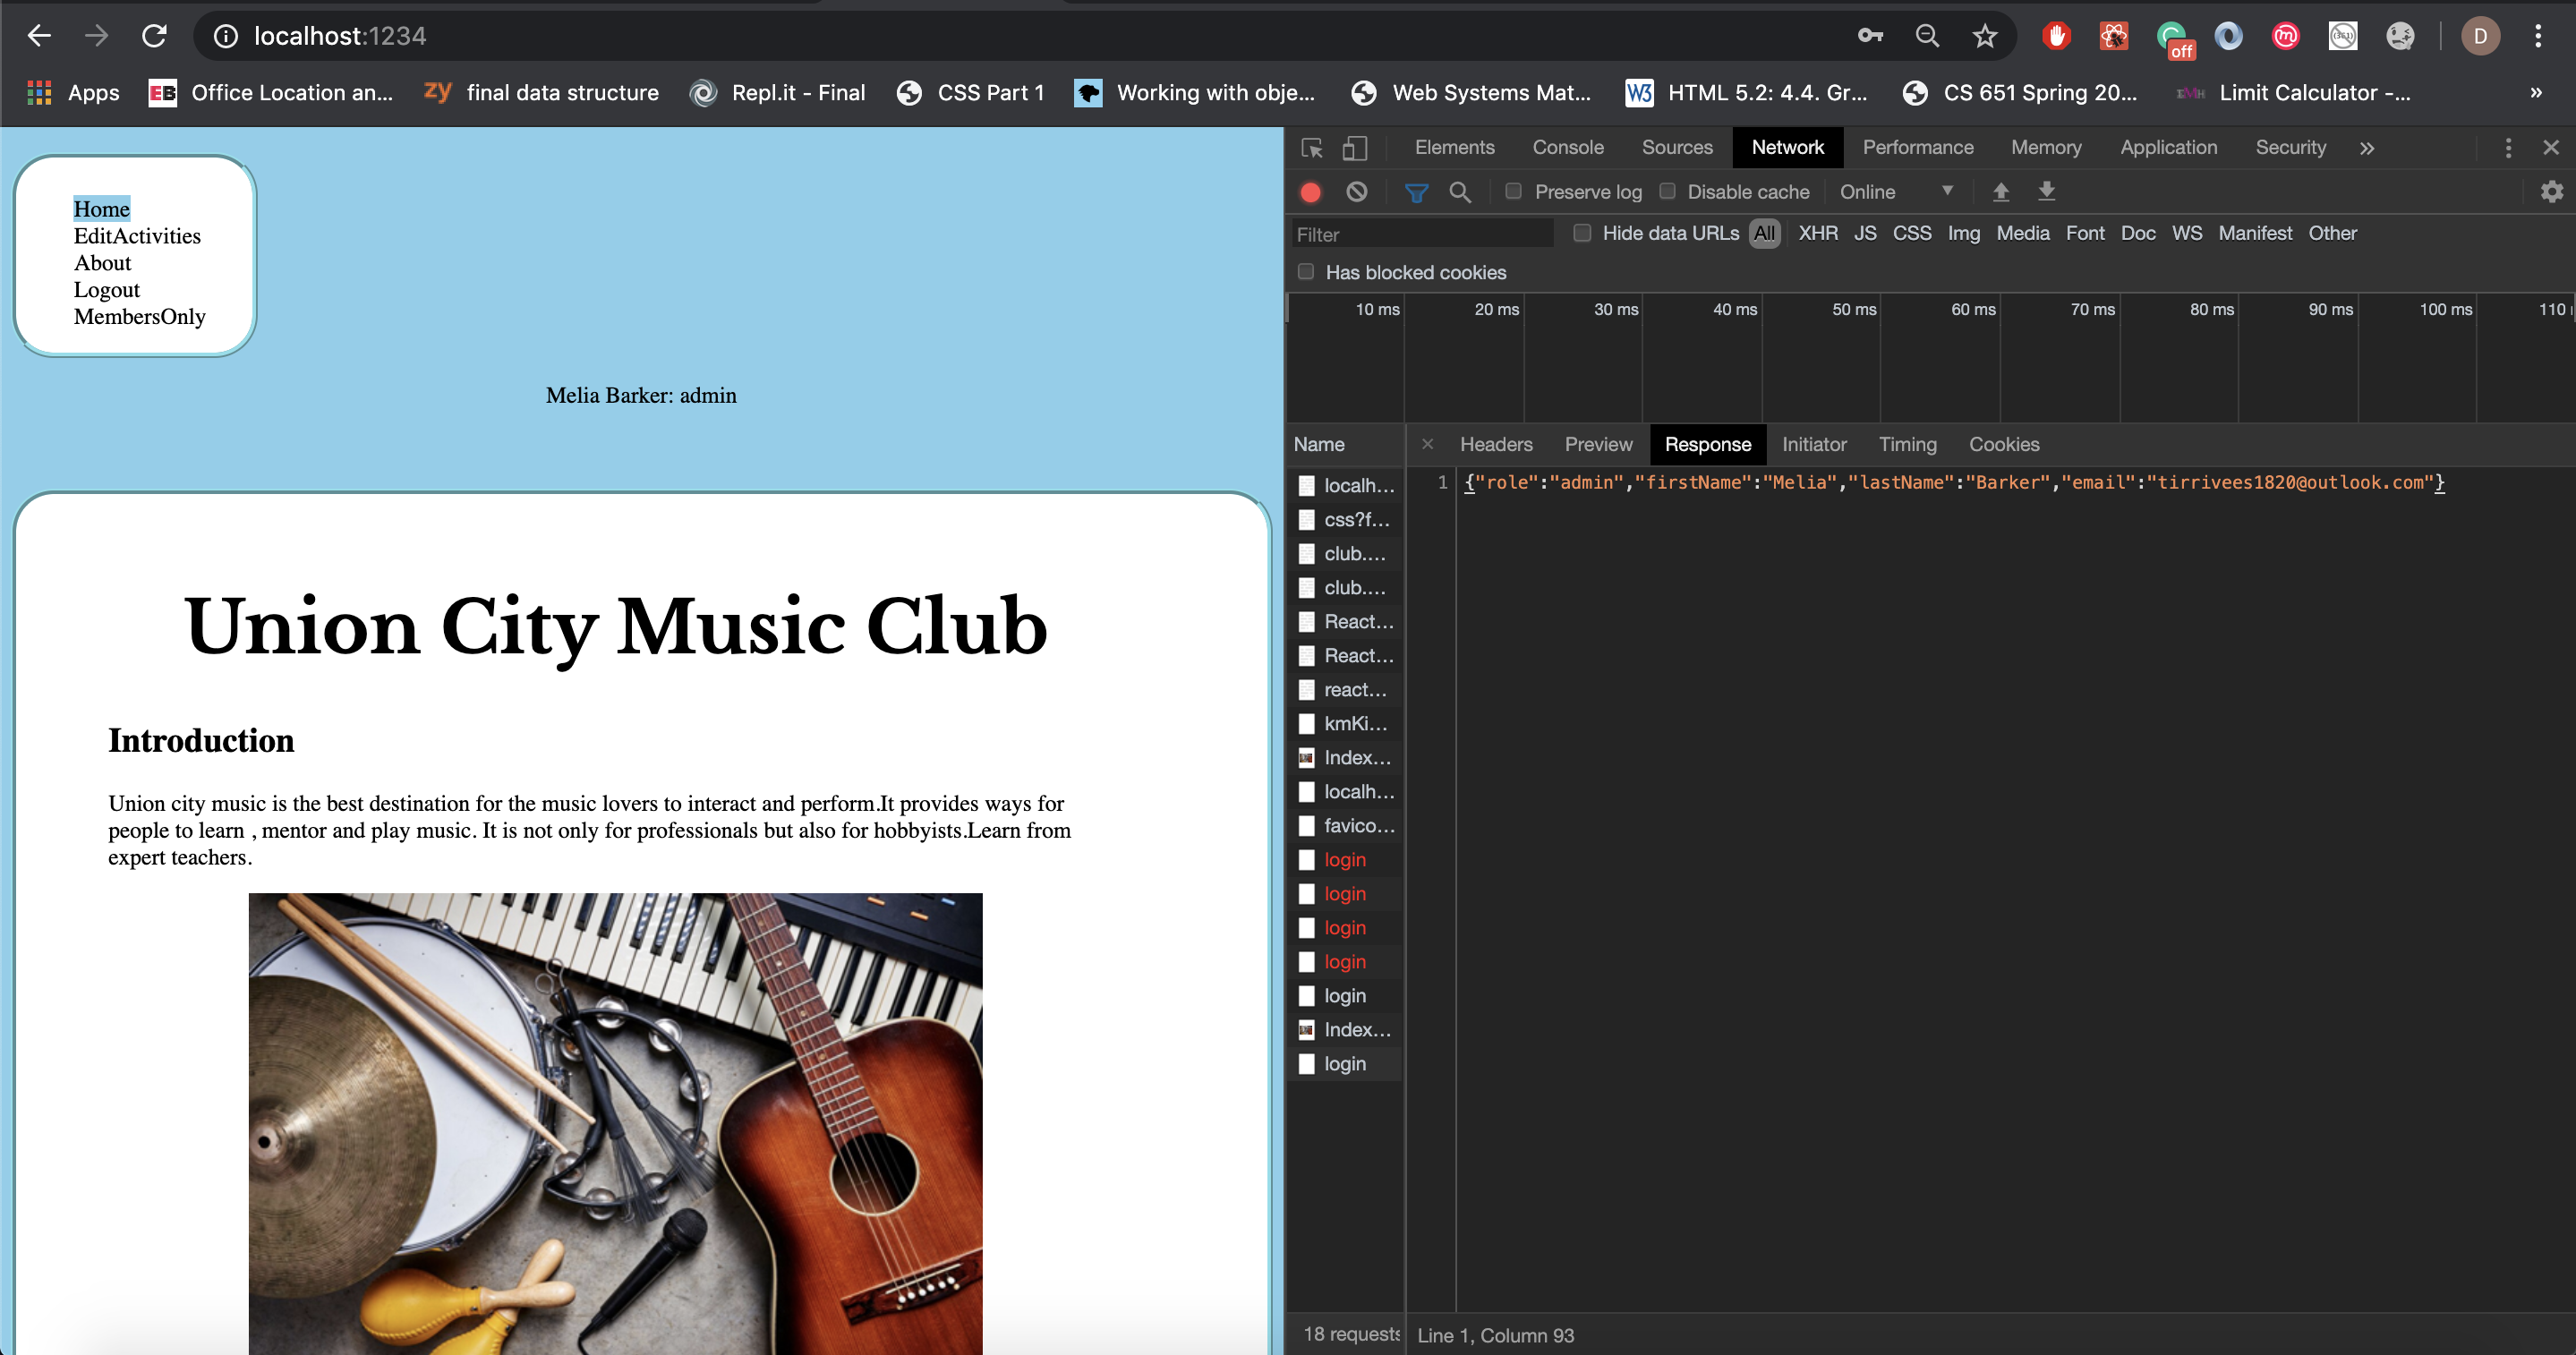 localhost:1234
off
D
Apps
EB Office Location an...
zy final data structure
Repl.it - Final
CSS Part 1
Working with obje...
Web Systems Mat...
W3 HTML 5.2: 4.4. Gr...
CS 651 Spring 20...
Limit Calculator -...
»
Home
EditActivities
About
Logout
MembersOnly
Melia Barker: admin
Union City Music Club
Introduction
Union city music is the best destination for the music lovers to interact and perform.It provides ways for
people to learn , mentor and play music. It is not only for professionals but also for hobbyists.Learn from
expert teachers.
Elements Console Sources Network Performance Memory Application Security »
Preserve log Disable cache Online
Filter Hide data URLs All XHR JS CSS Img Media Font Doc WS Manifest Other
Has blocked cookies
10 ms 20 ms 30 ms 40 ms 50 ms 60 ms 70 ms 80 ms 90 ms 100 ms 110
Name
Headers Preview Response Initiator Timing Cookies
1 {"role":"admin","firstName":"Melia","lastName":"Barker","email":"tirrivees1820@outlook.com"}
localh...
css?f...
club....
club....
React...
React...
react...
kmKi...
Index...
localh...
favico...
login
login
login
login
login
Index...
login
18 requests
Line 1, Column 93